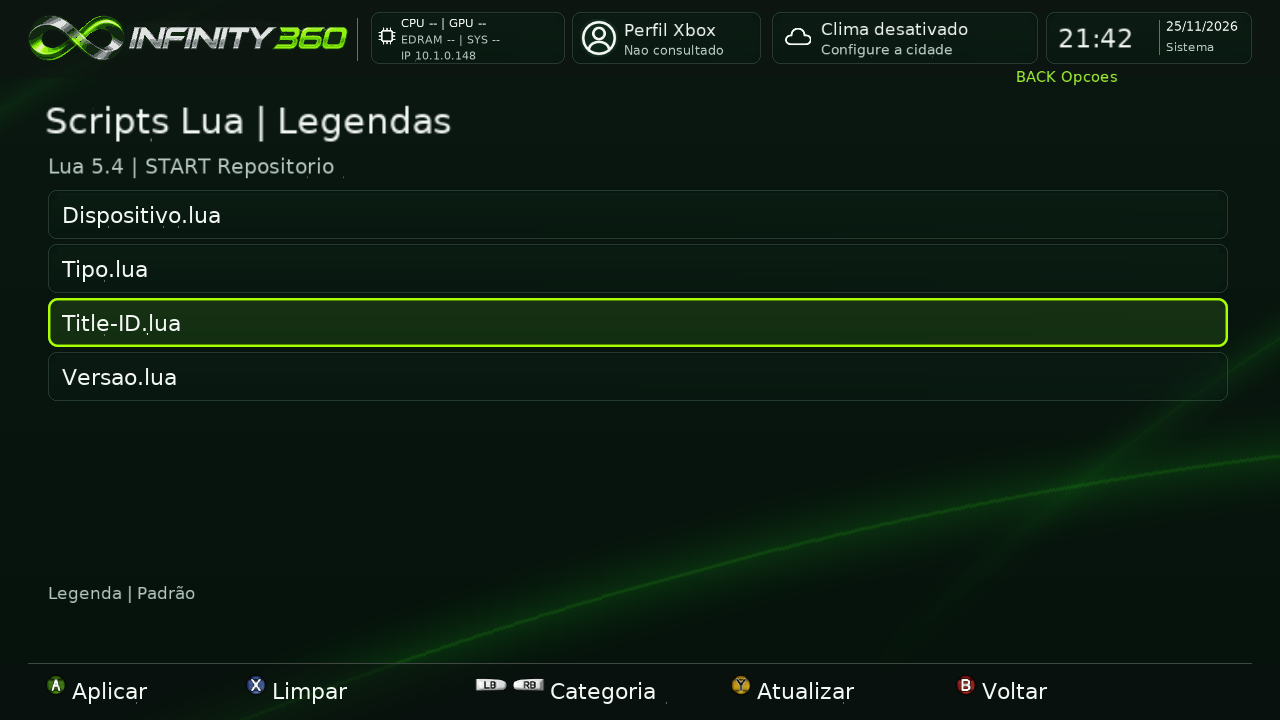 INFINITY 360
CPU -- | GPU --
EDRAM -- | SYS --
IP 10.1.0.148
Perfil Xbox
Nao consultado
Clima desativado
Configure a cidade
21:42
25/11/2026
Sistema
BACK Opcoes
Scripts Lua | Legendas
Lua 5.4 | START Repositorio
Dispositivo.lua
Tipo.lua
Title-ID.lua
Versao.lua
Legenda | Padrão
A Aplicar
X Limpar
LB RB Categoria
Y Atualizar
B Voltar